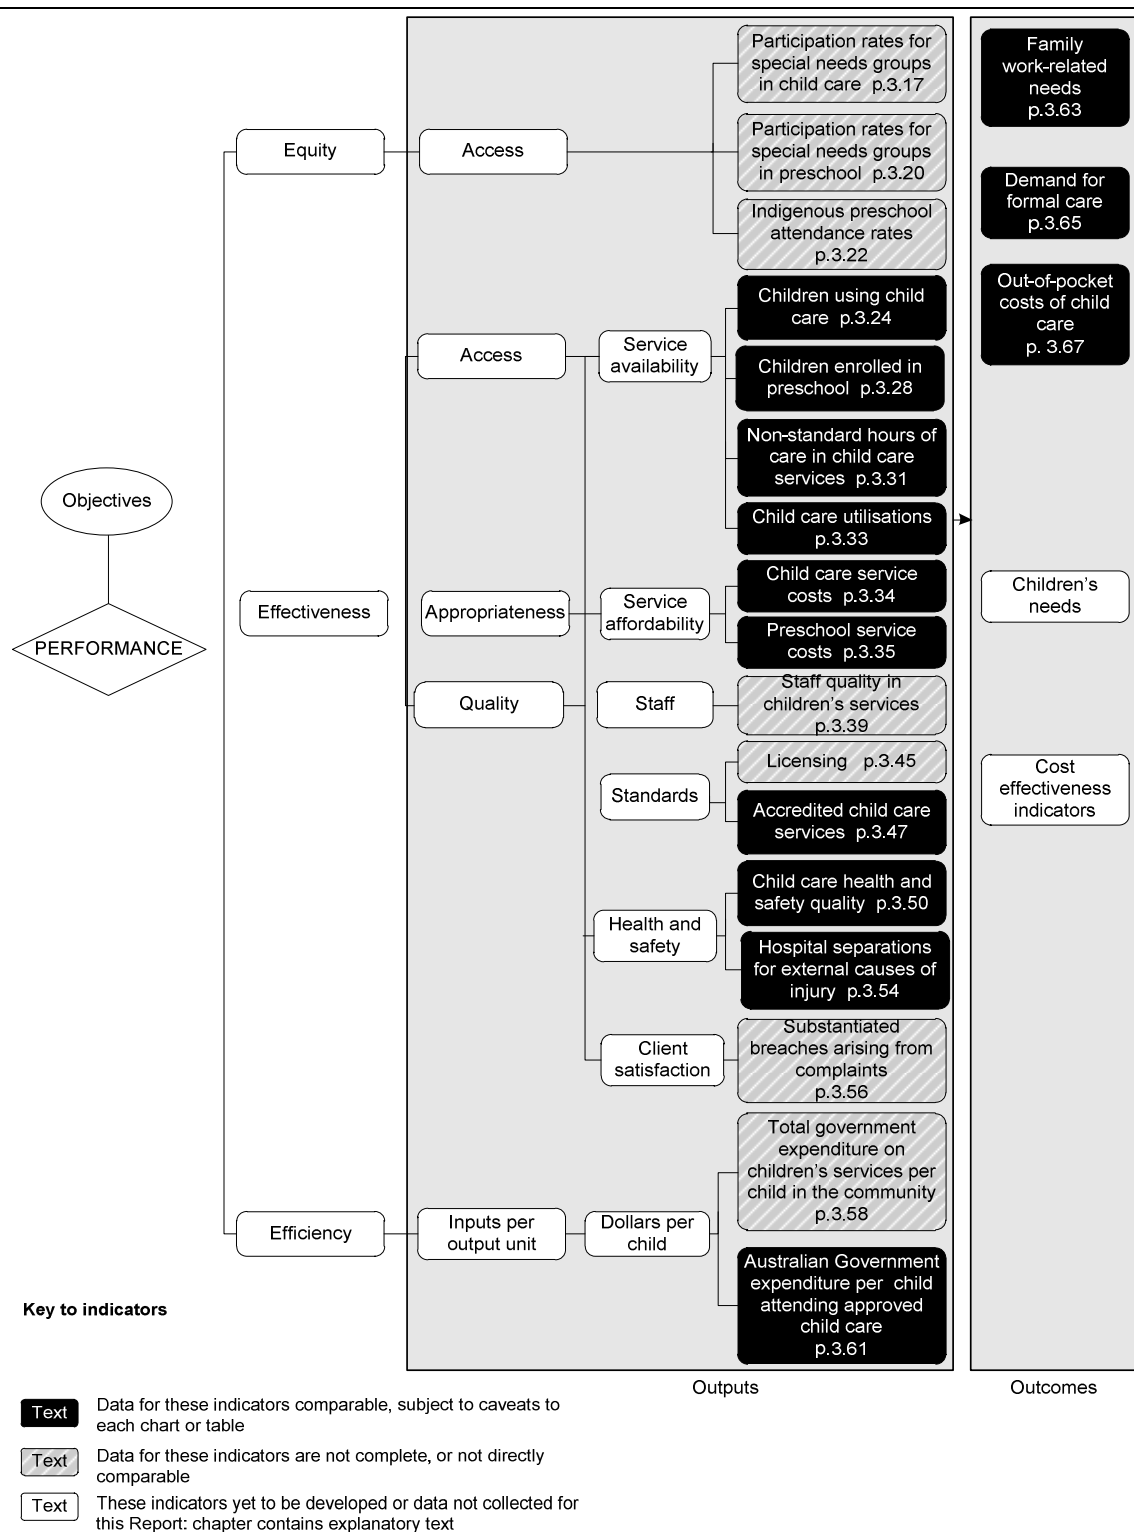 Objectives
PERFORMANCE
Equity
Access
Participation rates for
special needs groups
in child care p.3.17
Participation rates for
special needs groups
in preschool p.3.20
Indigenous preschool
attendance rates
p.3.22
Effectiveness
Access
Service
availability
Children using child
care p.3.24
Children enrolled in
preschool p.3.28
Non-standard hours of
care in child care
services p.3.31
Child care utilisations
p.3.33
Appropriateness
Service
affordability
Child care service
costs p.3.34
Preschool service
costs p.3.35
Quality
Staff
Staff quality in
children's services
p.3.39
Standards
Licensing p.3.45
Accredited child care
services p.3.47
Health and
safety
Child care health and
safety quality p.3.50
Hospital separations
for external causes of
injury p.3.54
Client
satisfaction
Substantiated
breaches arising from
complaints
p.3.56
Efficiency
Inputs per
output unit
Dollars per
child
Total government
expenditure on
children's services per
child in the community
p.3.58
Australian Government
expenditure per child
attending approved
child care
p.3.61
Outputs
Family
work-related
needs
p.3.63
Demand for
formal care
p.3.65
Out-of-pocket
costs of child
care
p. 3.67
Children's
needs
Cost
effectiveness
indicators
Outcomes
Key to indicators
Text
Data for these indicators comparable, subject to caveats to
each chart or table
Text
Data for these indicators are not complete, or not directly
comparable
Text
These indicators yet to be developed or data not collected for
this Report: chapter contains explanatory text